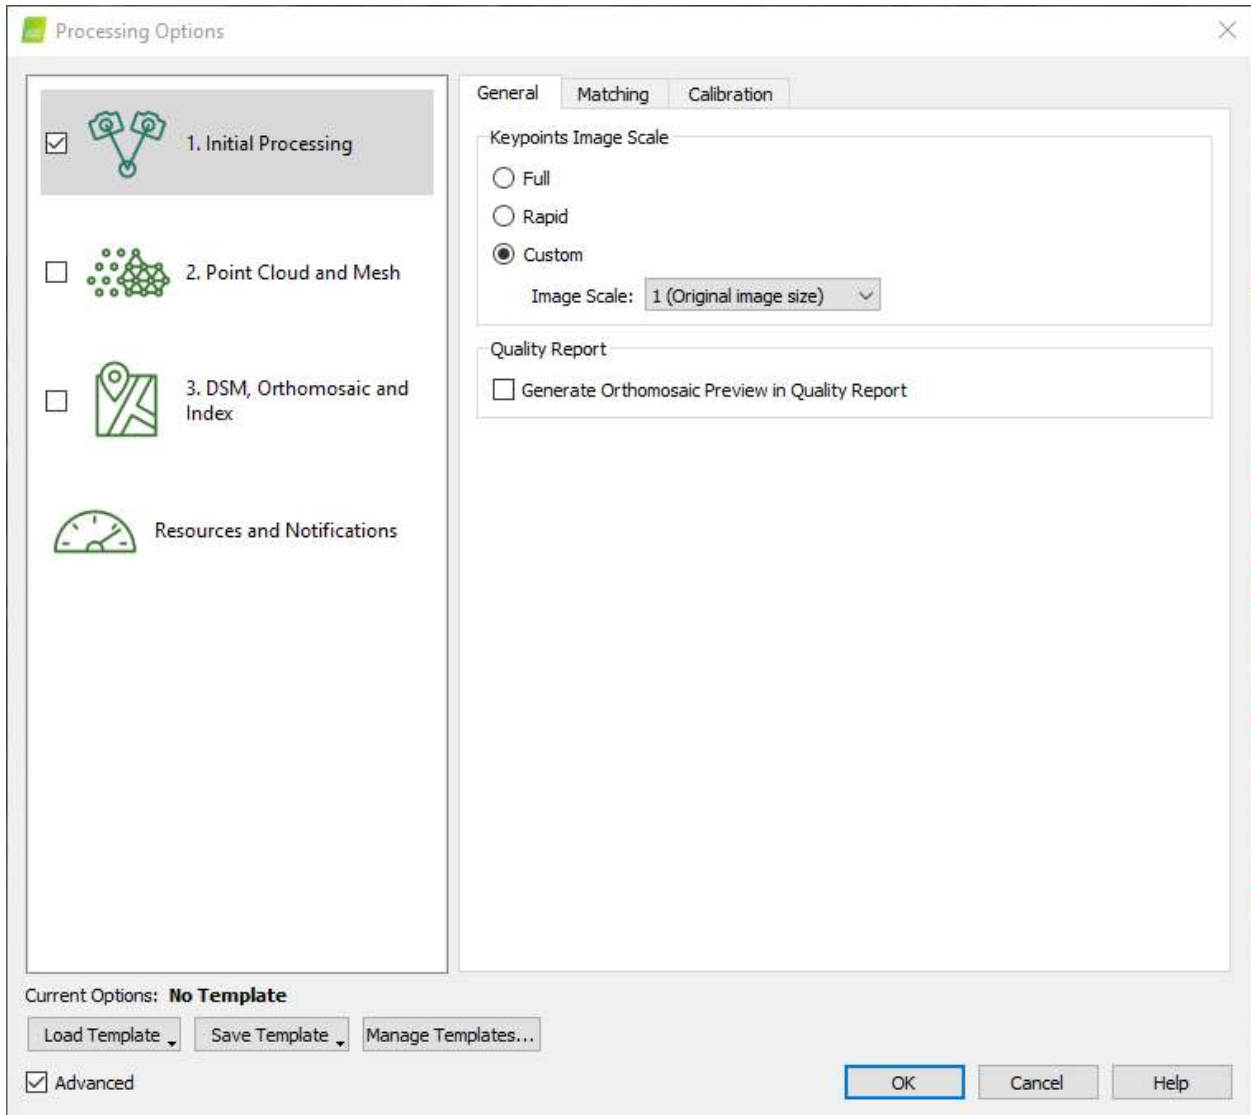 Processing Options
1. Initial Processing
2. Point Cloud and Mesh
3. DSM, Orthomosaic and
Index
Resources and Notifications
General Matching Calibration
Keypoints Image Scale
Full
Rapid
Custom
Image Scale: 1 (Original image size)
Quality Report
Generate Orthomosaic Preview in Quality Report
Current Options: No Template
Load Template Save Template Manage Templates...
Advanced OK Cancel Help